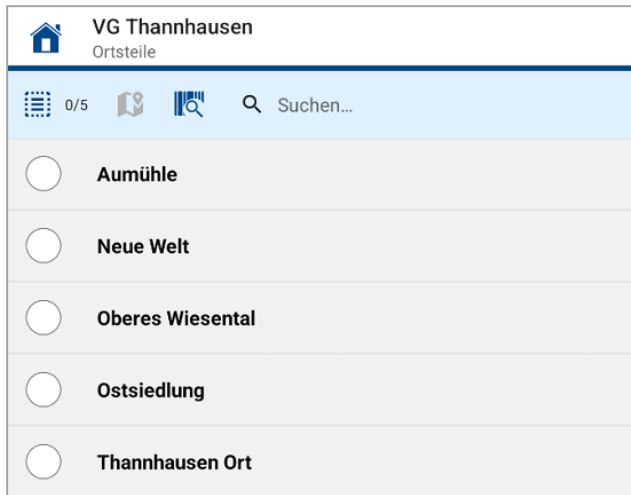 VG Thannhausen
Ortsteile
0/5 Suchen...
Aumühle
Neue Welt
Oberes Wiesental
Ostsiedlung
Thannhausen Ort